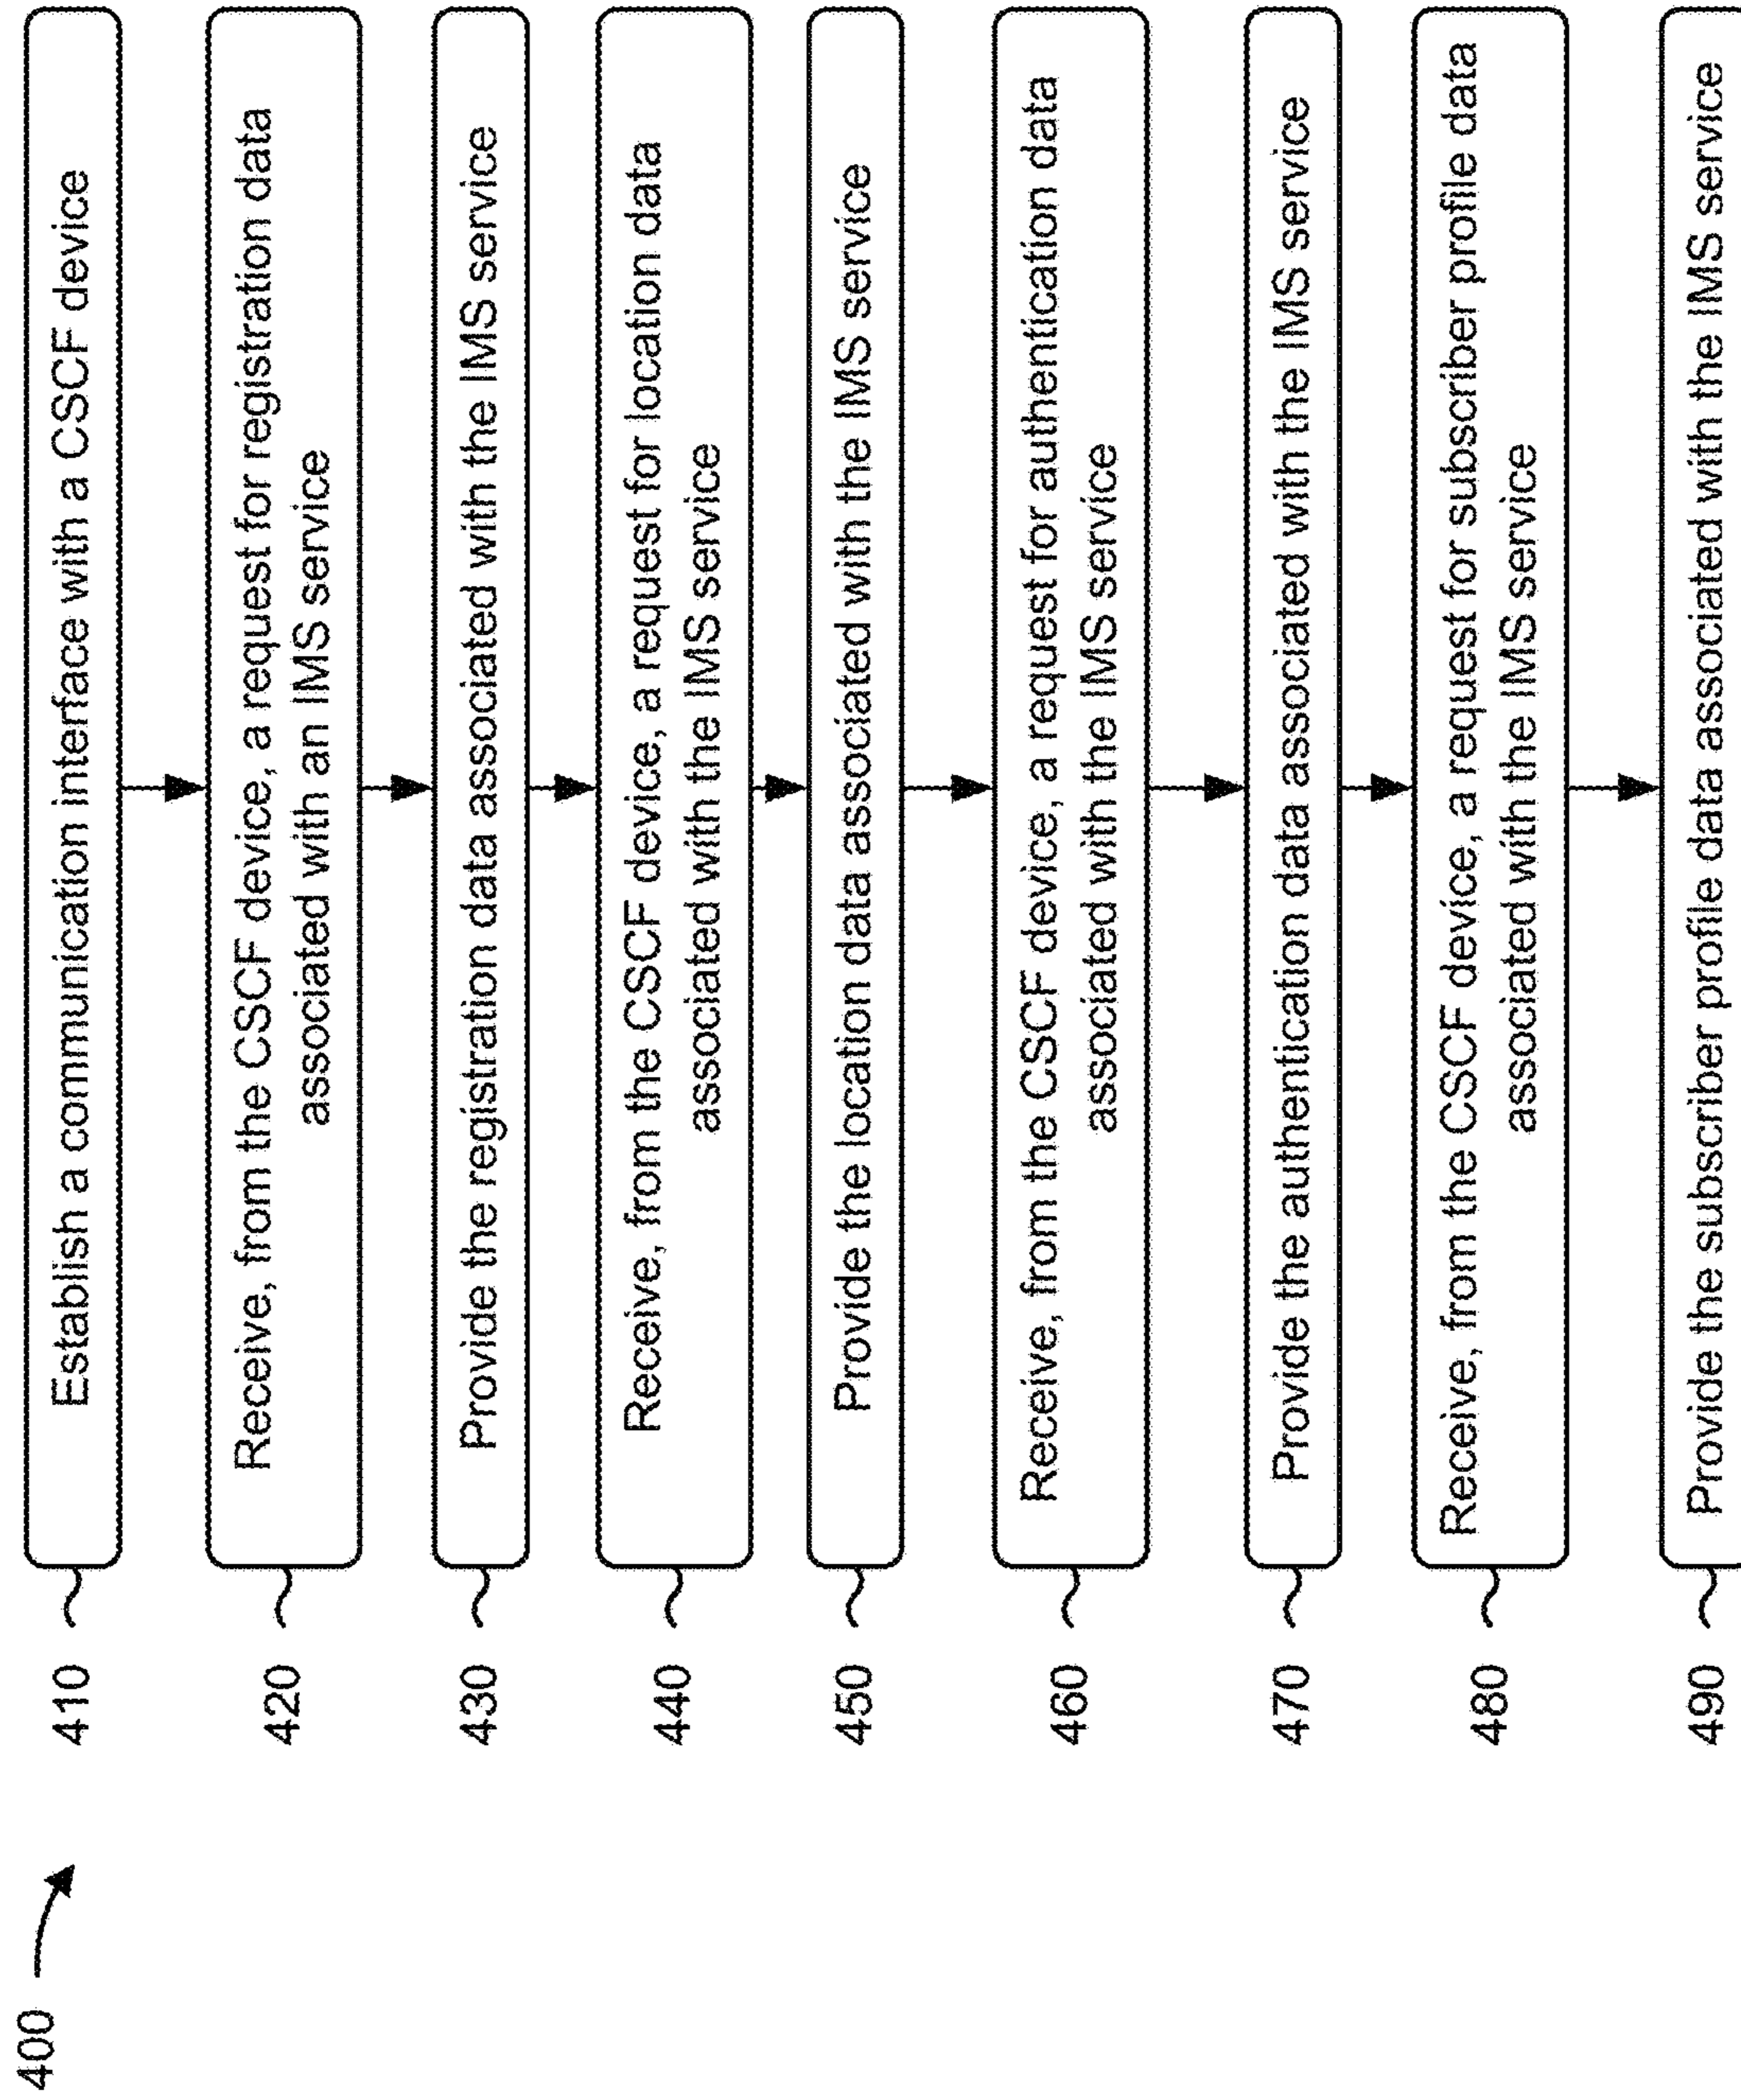 400
410
Establish a communication interface with a CSCF device
420
Receive, from the CSCF device, a request for registration data
associated with an IMS service
430
Provide the registration data associated with the IMS service
440
Receive, from the CSCF device, a request for location data
associated with the IMS service
450
Provide the location data associated with the IMS service
460
Receive, from the CSCF device, a request for authentication data
associated with the IMS service
470
Provide the authentication data associated with the IMS service
480
Receive, from the CSCF device, a request for subscriber profile data
associated with the IMS service
490
Provide the subscriber profile data associated with the IMS service